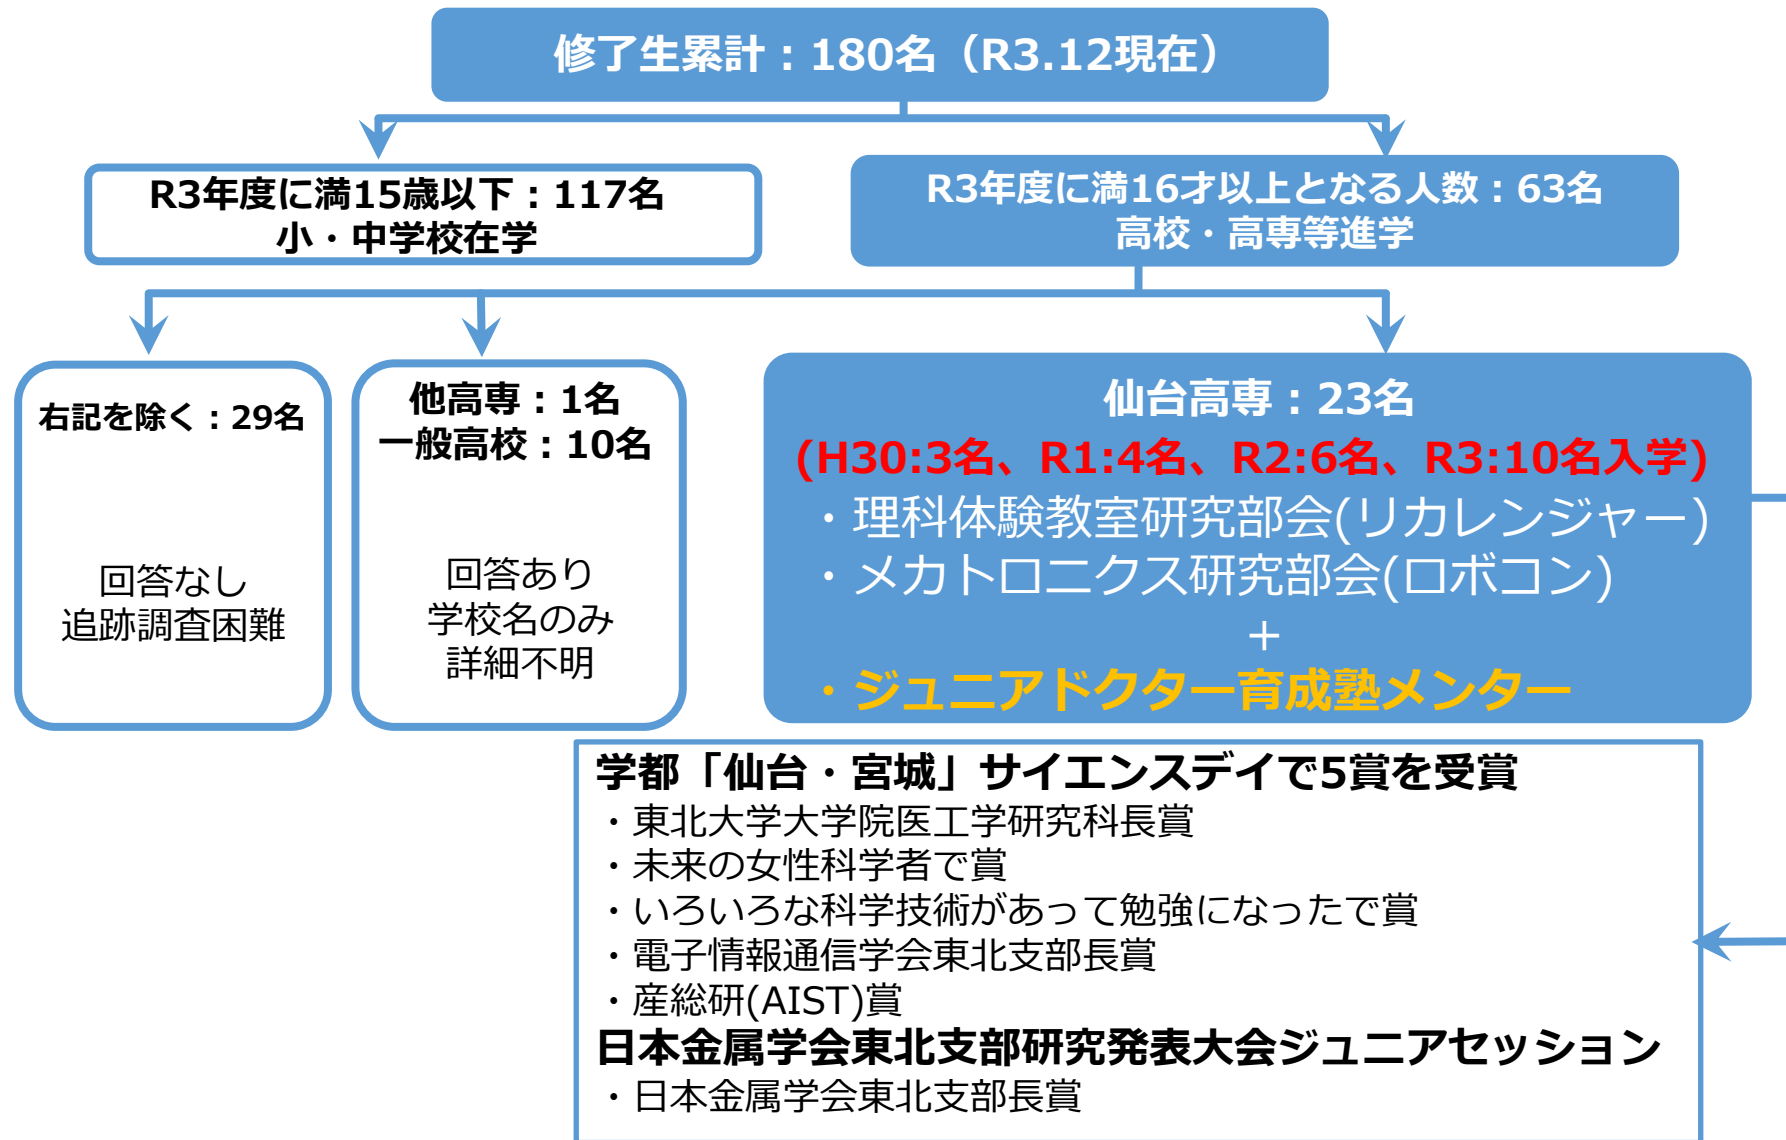 修了生累計：180名（R3.12現在）
R3年度に満15歳以下：117名
小・中学校在学
R3年度に満16才以上となる人数：63名
高校・高専等進学
右記を除く：29名
回答なし
追跡調査困難
他高専：1名
一般高校：10名
回答あり
学校名のみ
詳細不明
仙台高専：23名
(H30:3名、R1:4名、R2:6名、R3:10名入学)
・理科体験教室研究部会(リカレンジャー)
・メカトロニクス研究部会(ロボコン)
＋
・ジュニアドクター育成塾メンター
学都「仙台・宮城」サイエンスデイで5賞を受賞
・東北大学大学院医工学研究科長賞
・未来の女性科学者で賞
・いろいろな科学技術があって勉強になったで賞
・電子情報通信学会東北支部長賞
・産総研(AIST)賞
日本金属学会東北支部研究発表大会ジュニアセッション
・日本金属学会東北支部長賞